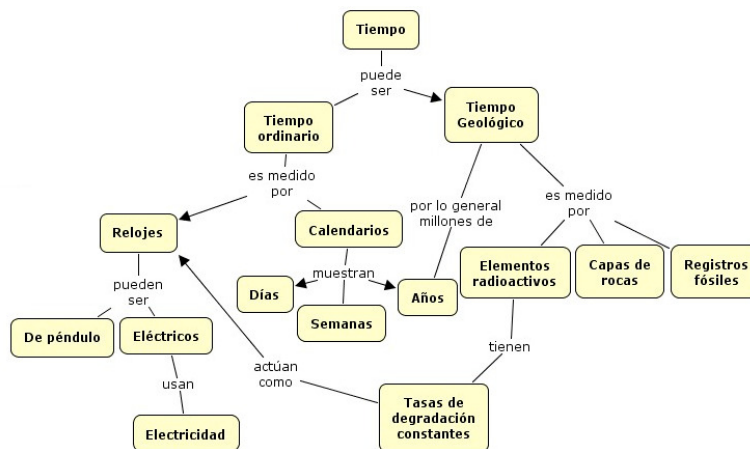 Tiempo
puede
ser
Tiempo
ordinario
Tiempo
Geológico
es medido
por
por lo general
millones de
es medido
por
Relojes
Calendarios
Elementos
radioactivos
Capas de
rocas
Registros
fósiles
pueden
ser
muestran
Días
Semanas
Años
De péndulo
Eléctricos
tienen
actúan
como
usan
Tasas de
degradación
constantes
Electricidad